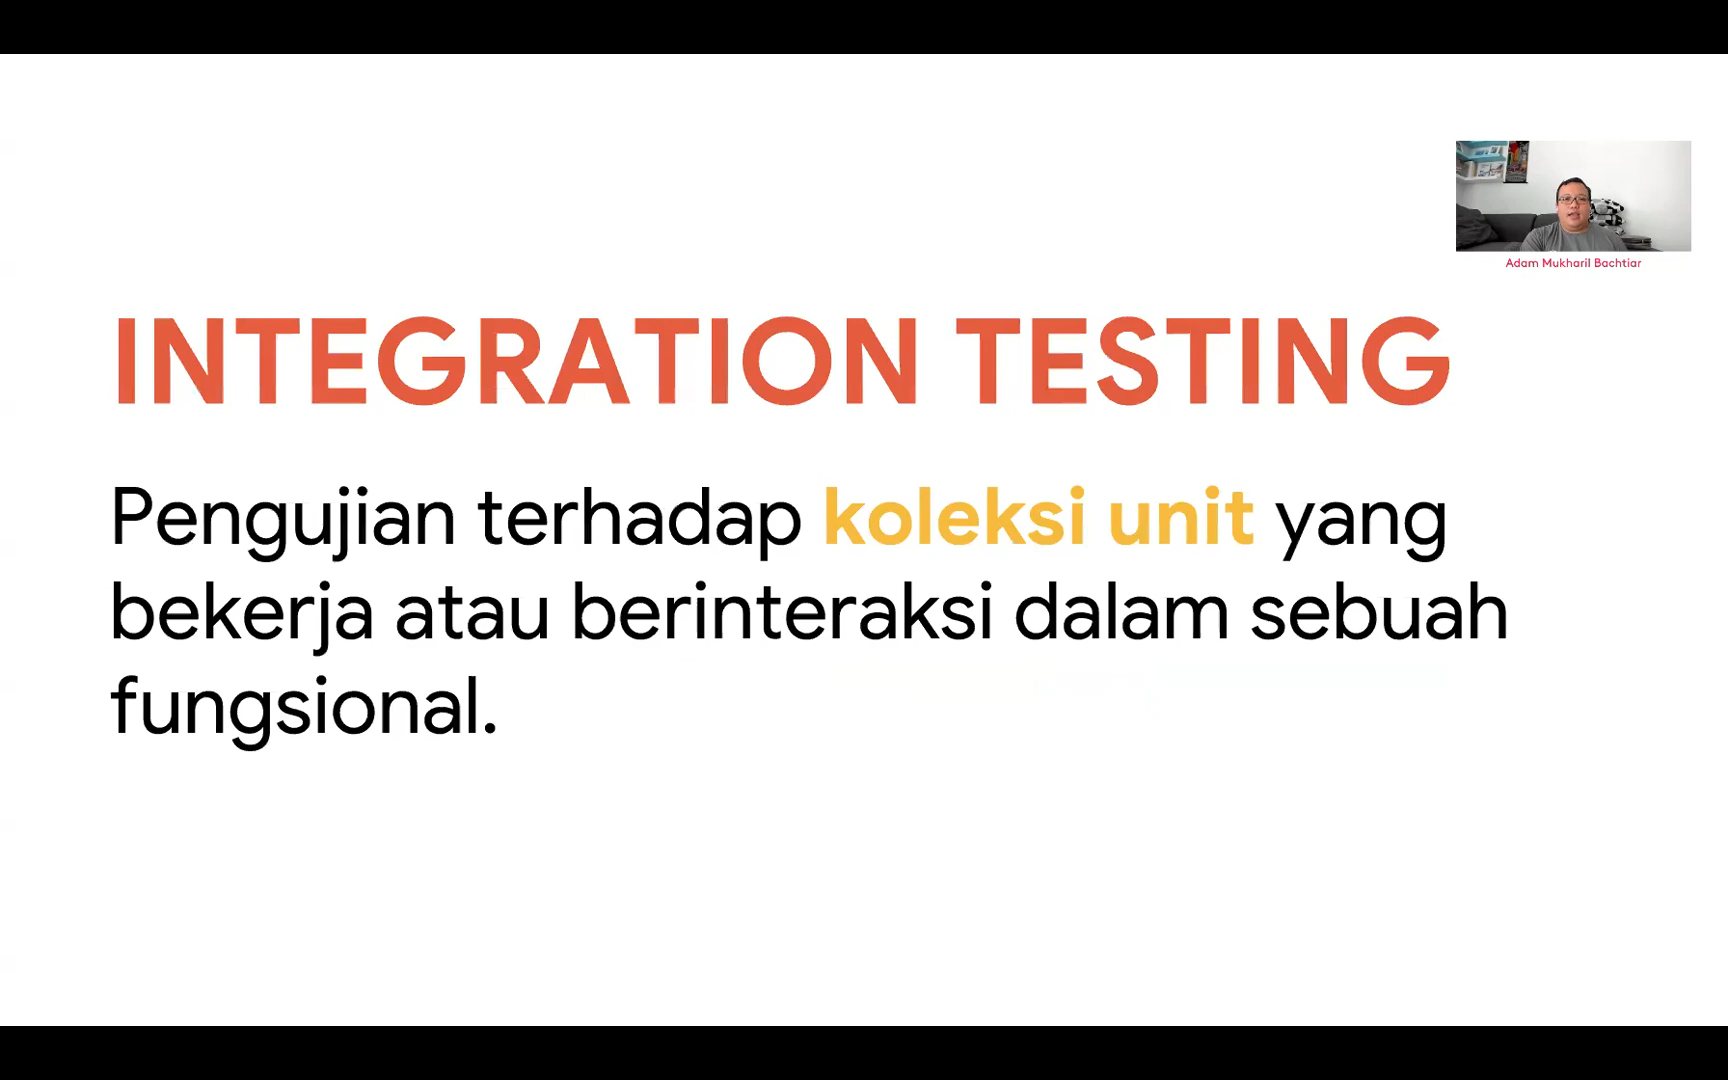 Adam Mukharil Bachtiar
INTEGRATION TESTING
Pengujian terhadap koleksi unit yang
bekerja atau berinteraksi dalam sebuah
fungsional.